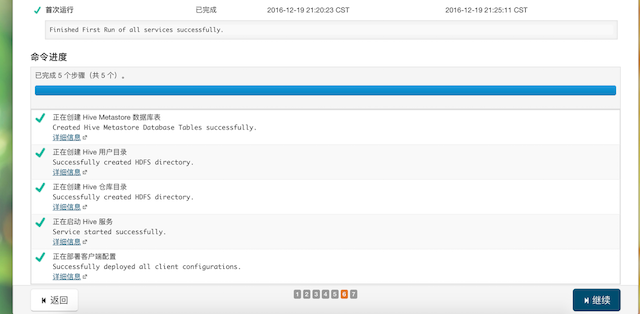 首次运行 已完成 2016-12-19 21:20:23 CST 2016-12-19 21:25:11 CST
Finished First Run of all services successfully.
命令进度
已完成 5 个步骤（共 5 个）。
正在创建 Hive Metastore 数据库表
Created Hive Metastore Database Tables successfully.
详细信息
正在创建 Hive 用户目录
Successfully created HDFS directory.
详细信息
正在创建 Hive 仓库目录
Successfully created HDFS directory.
详细信息
正在启动 Hive 服务
Service started successfully.
详细信息
正在部署客户端配置
Successfully deployed all client configurations.
详细信息
返回 1 2 3 4 5 6 7 继续